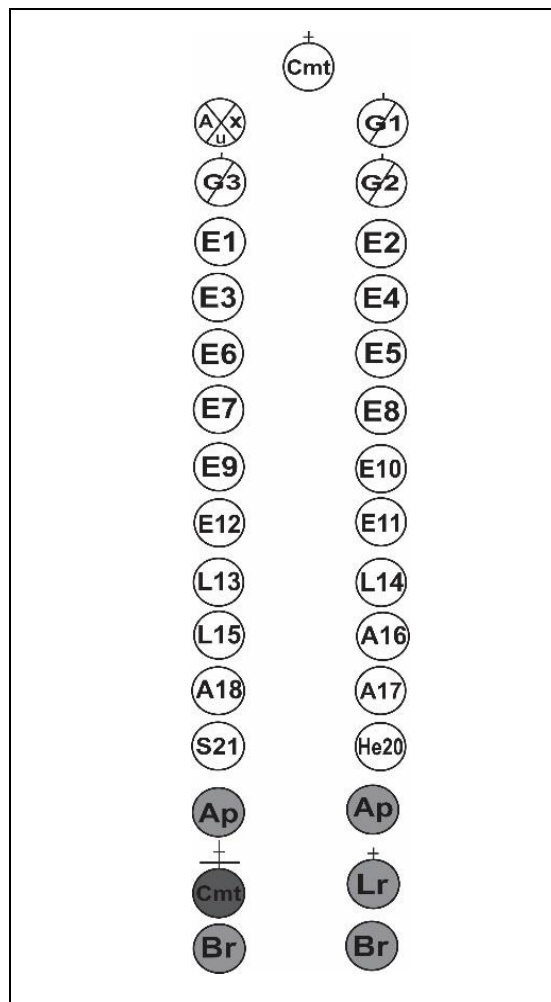 Cmt
A x u G1
G3 G2
E1 E2
E3 E4
E6 E5
E7 E8
E9 E10
E12 E11
L13 L14
L15 A16
A18 A17
S21 He20
Ap Ap
Cmt Lr
Br Br